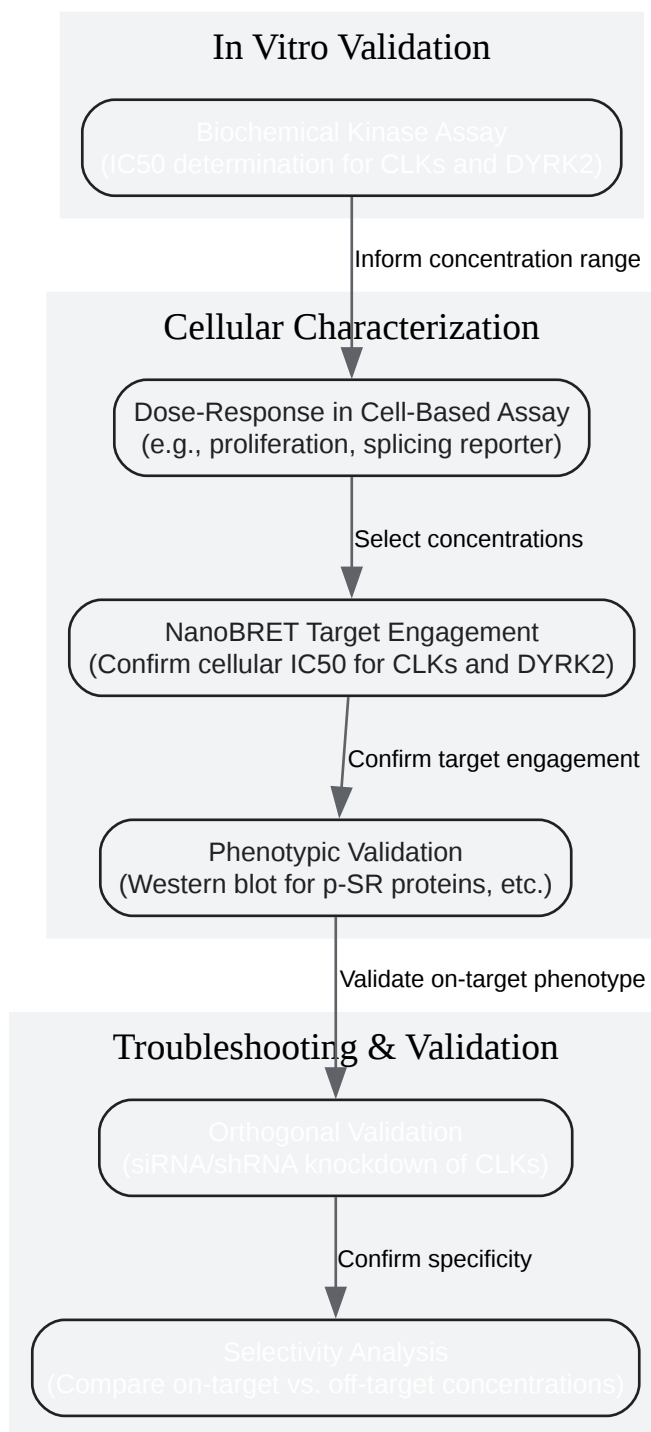 In Vitro Validation
Biochemical Kinase Assay
(IC50 determination for CLKs and DYRK2)
Inform concentration range
Cellular Characterization
Dose-Response in Cell-Based Assay
(e.g., proliferation, splicing reporter)
Select concentrations
NanoBRET Target Engagement
(Confirm cellular IC50 for CLKs and DYRK2)
Confirm target engagement
Phenotypic Validation
(Western blot for p-SR proteins, etc.)
Validate on-target phenotype
Troubleshooting & Validation
Orthogonal Validation
(siRNA/shRNA knockdown of CLKs)
Confirm specificity
Selectivity Analysis
(Compare on-target vs. off-target concentrations)